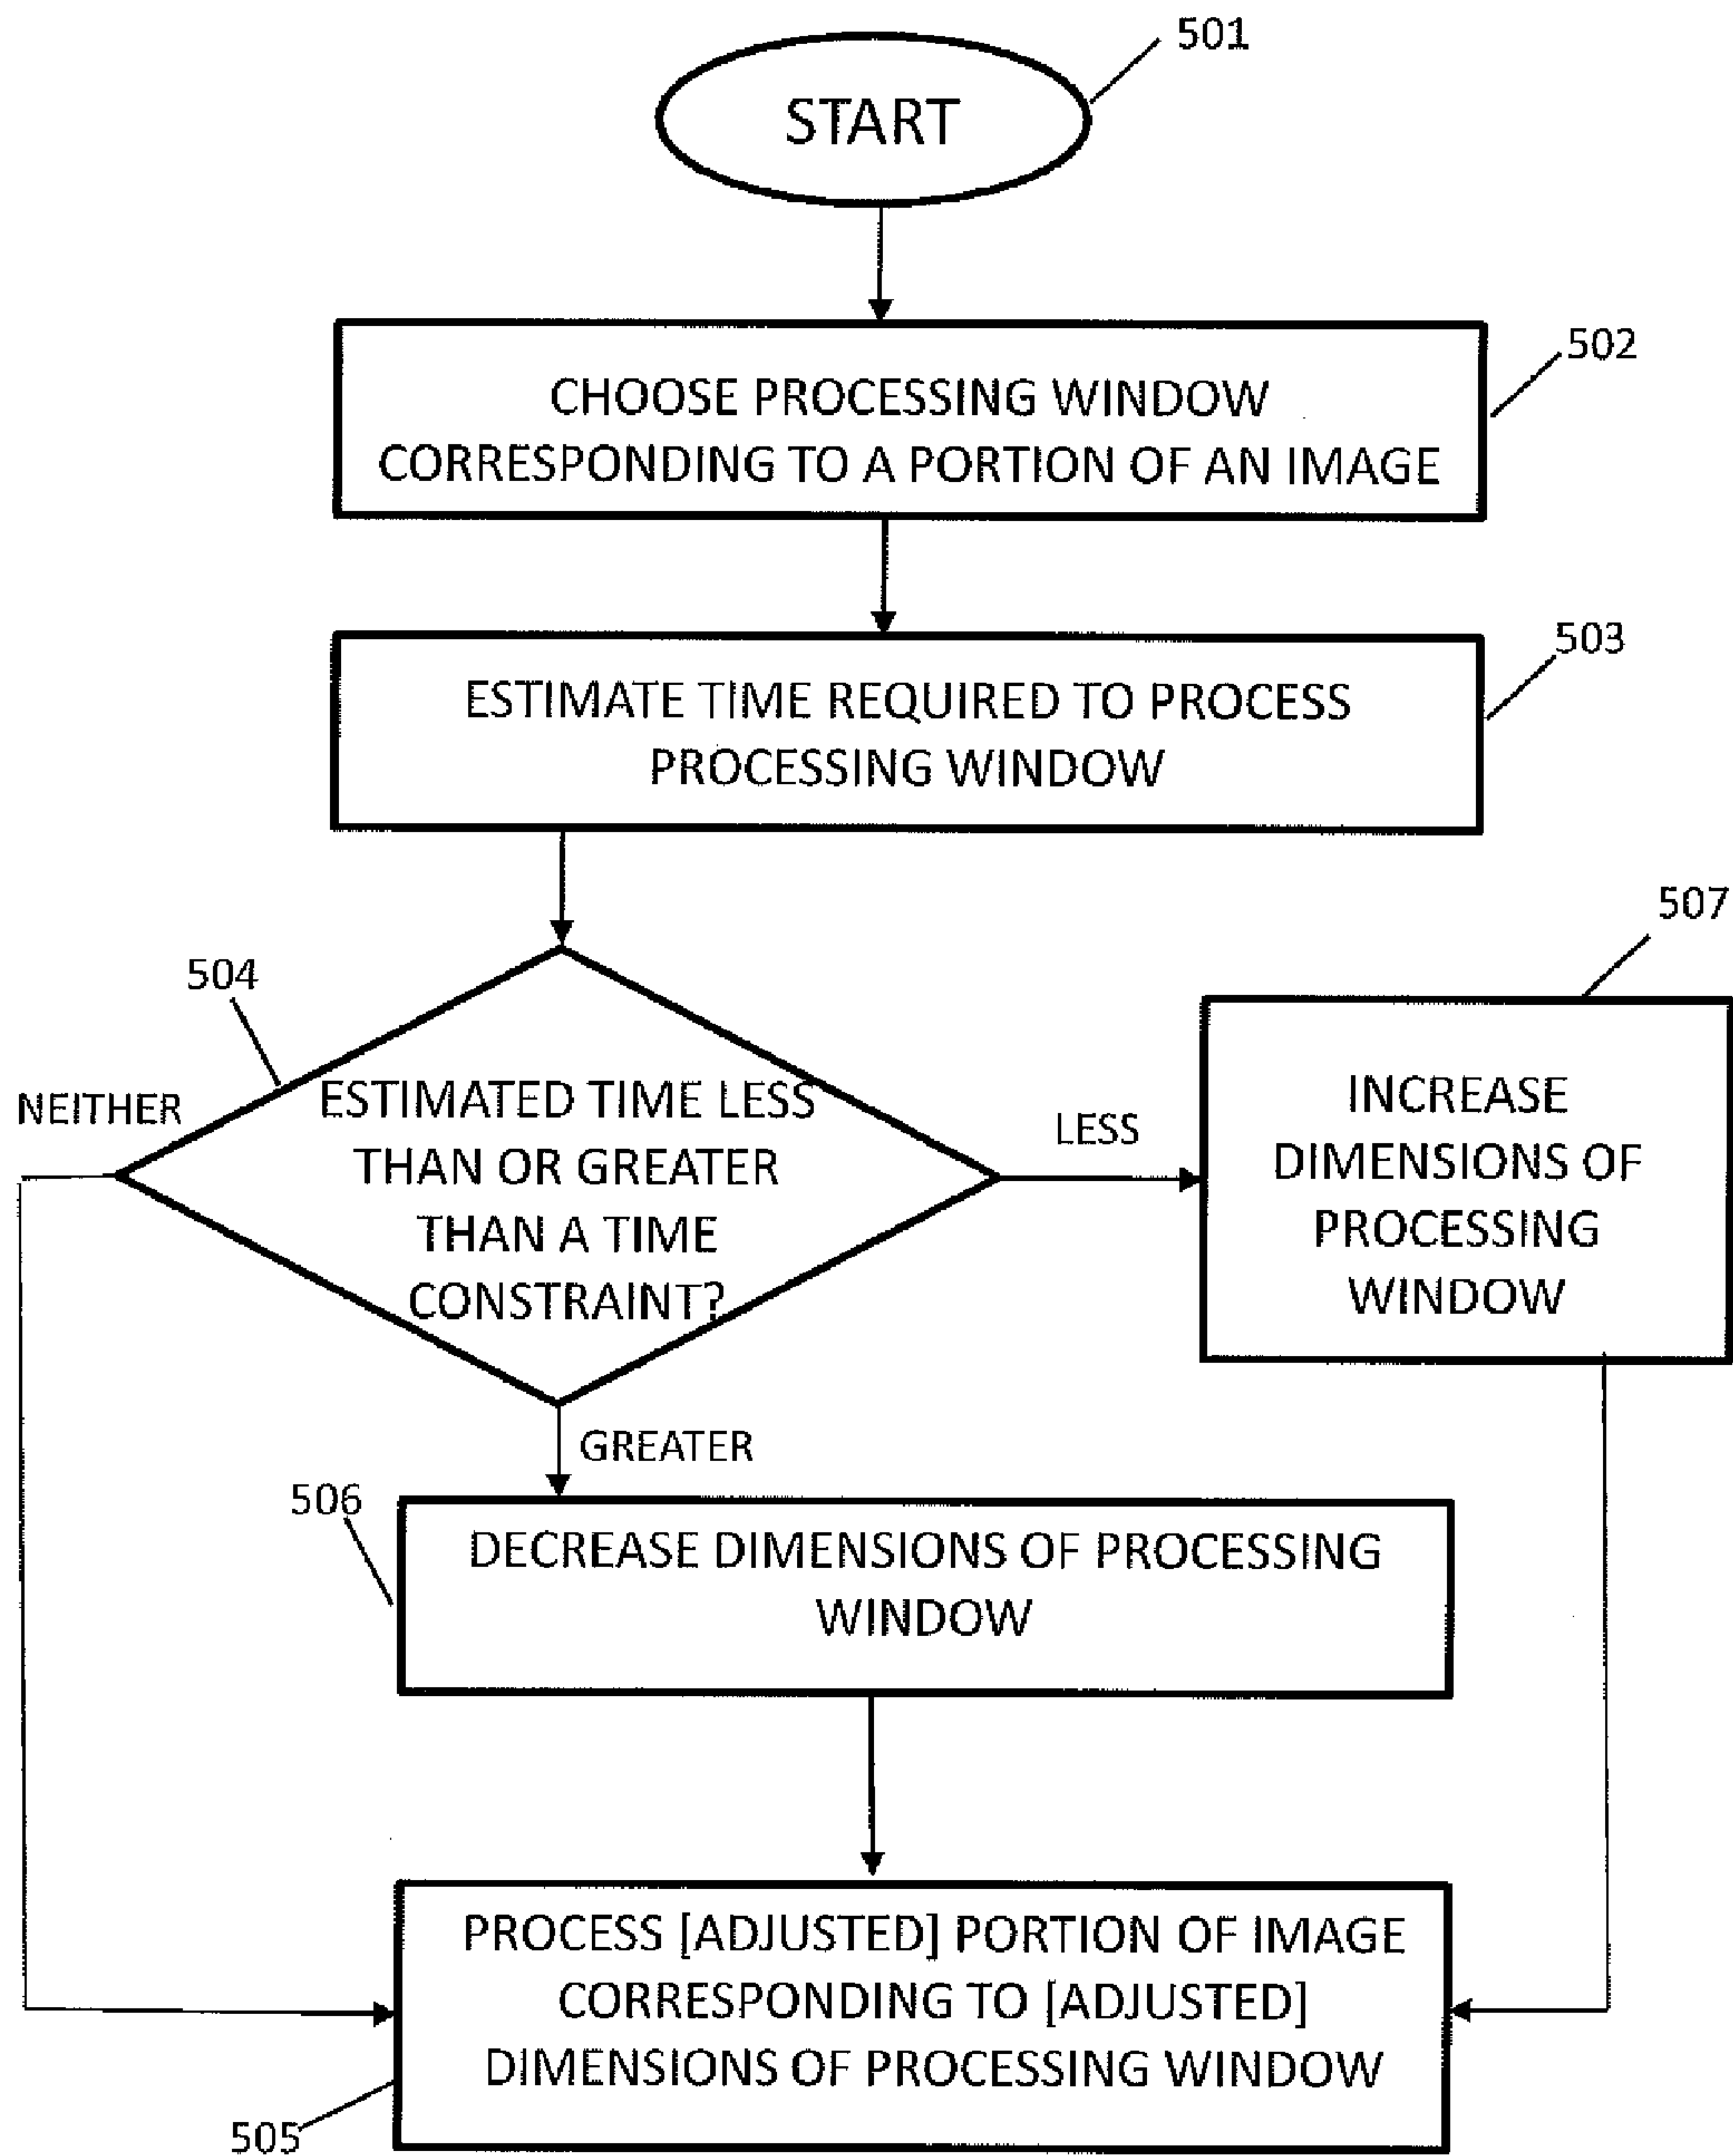 501
START
502
CHOOSE PROCESSING WINDOW
CORRESPONDING TO A PORTION OF AN IMAGE
503
ESTIMATE TIME REQUIRED TO PROCESS
PROCESSING WINDOW
504
507
NEITHER
ESTIMATED TIME LESS
THAN OR GREATER
THAN A TIME
CONSTRAINT?
LESS
INCREASE
DIMENSIONS OF
PROCESSING
WINDOW
GREATER
506
DECREASE DIMENSIONS OF PROCESSING
WINDOW
PROCESS [ADJUSTED] PORTION OF IMAGE
CORRESPONDING TO [ADJUSTED]
DIMENSIONS OF PROCESSING WINDOW
505